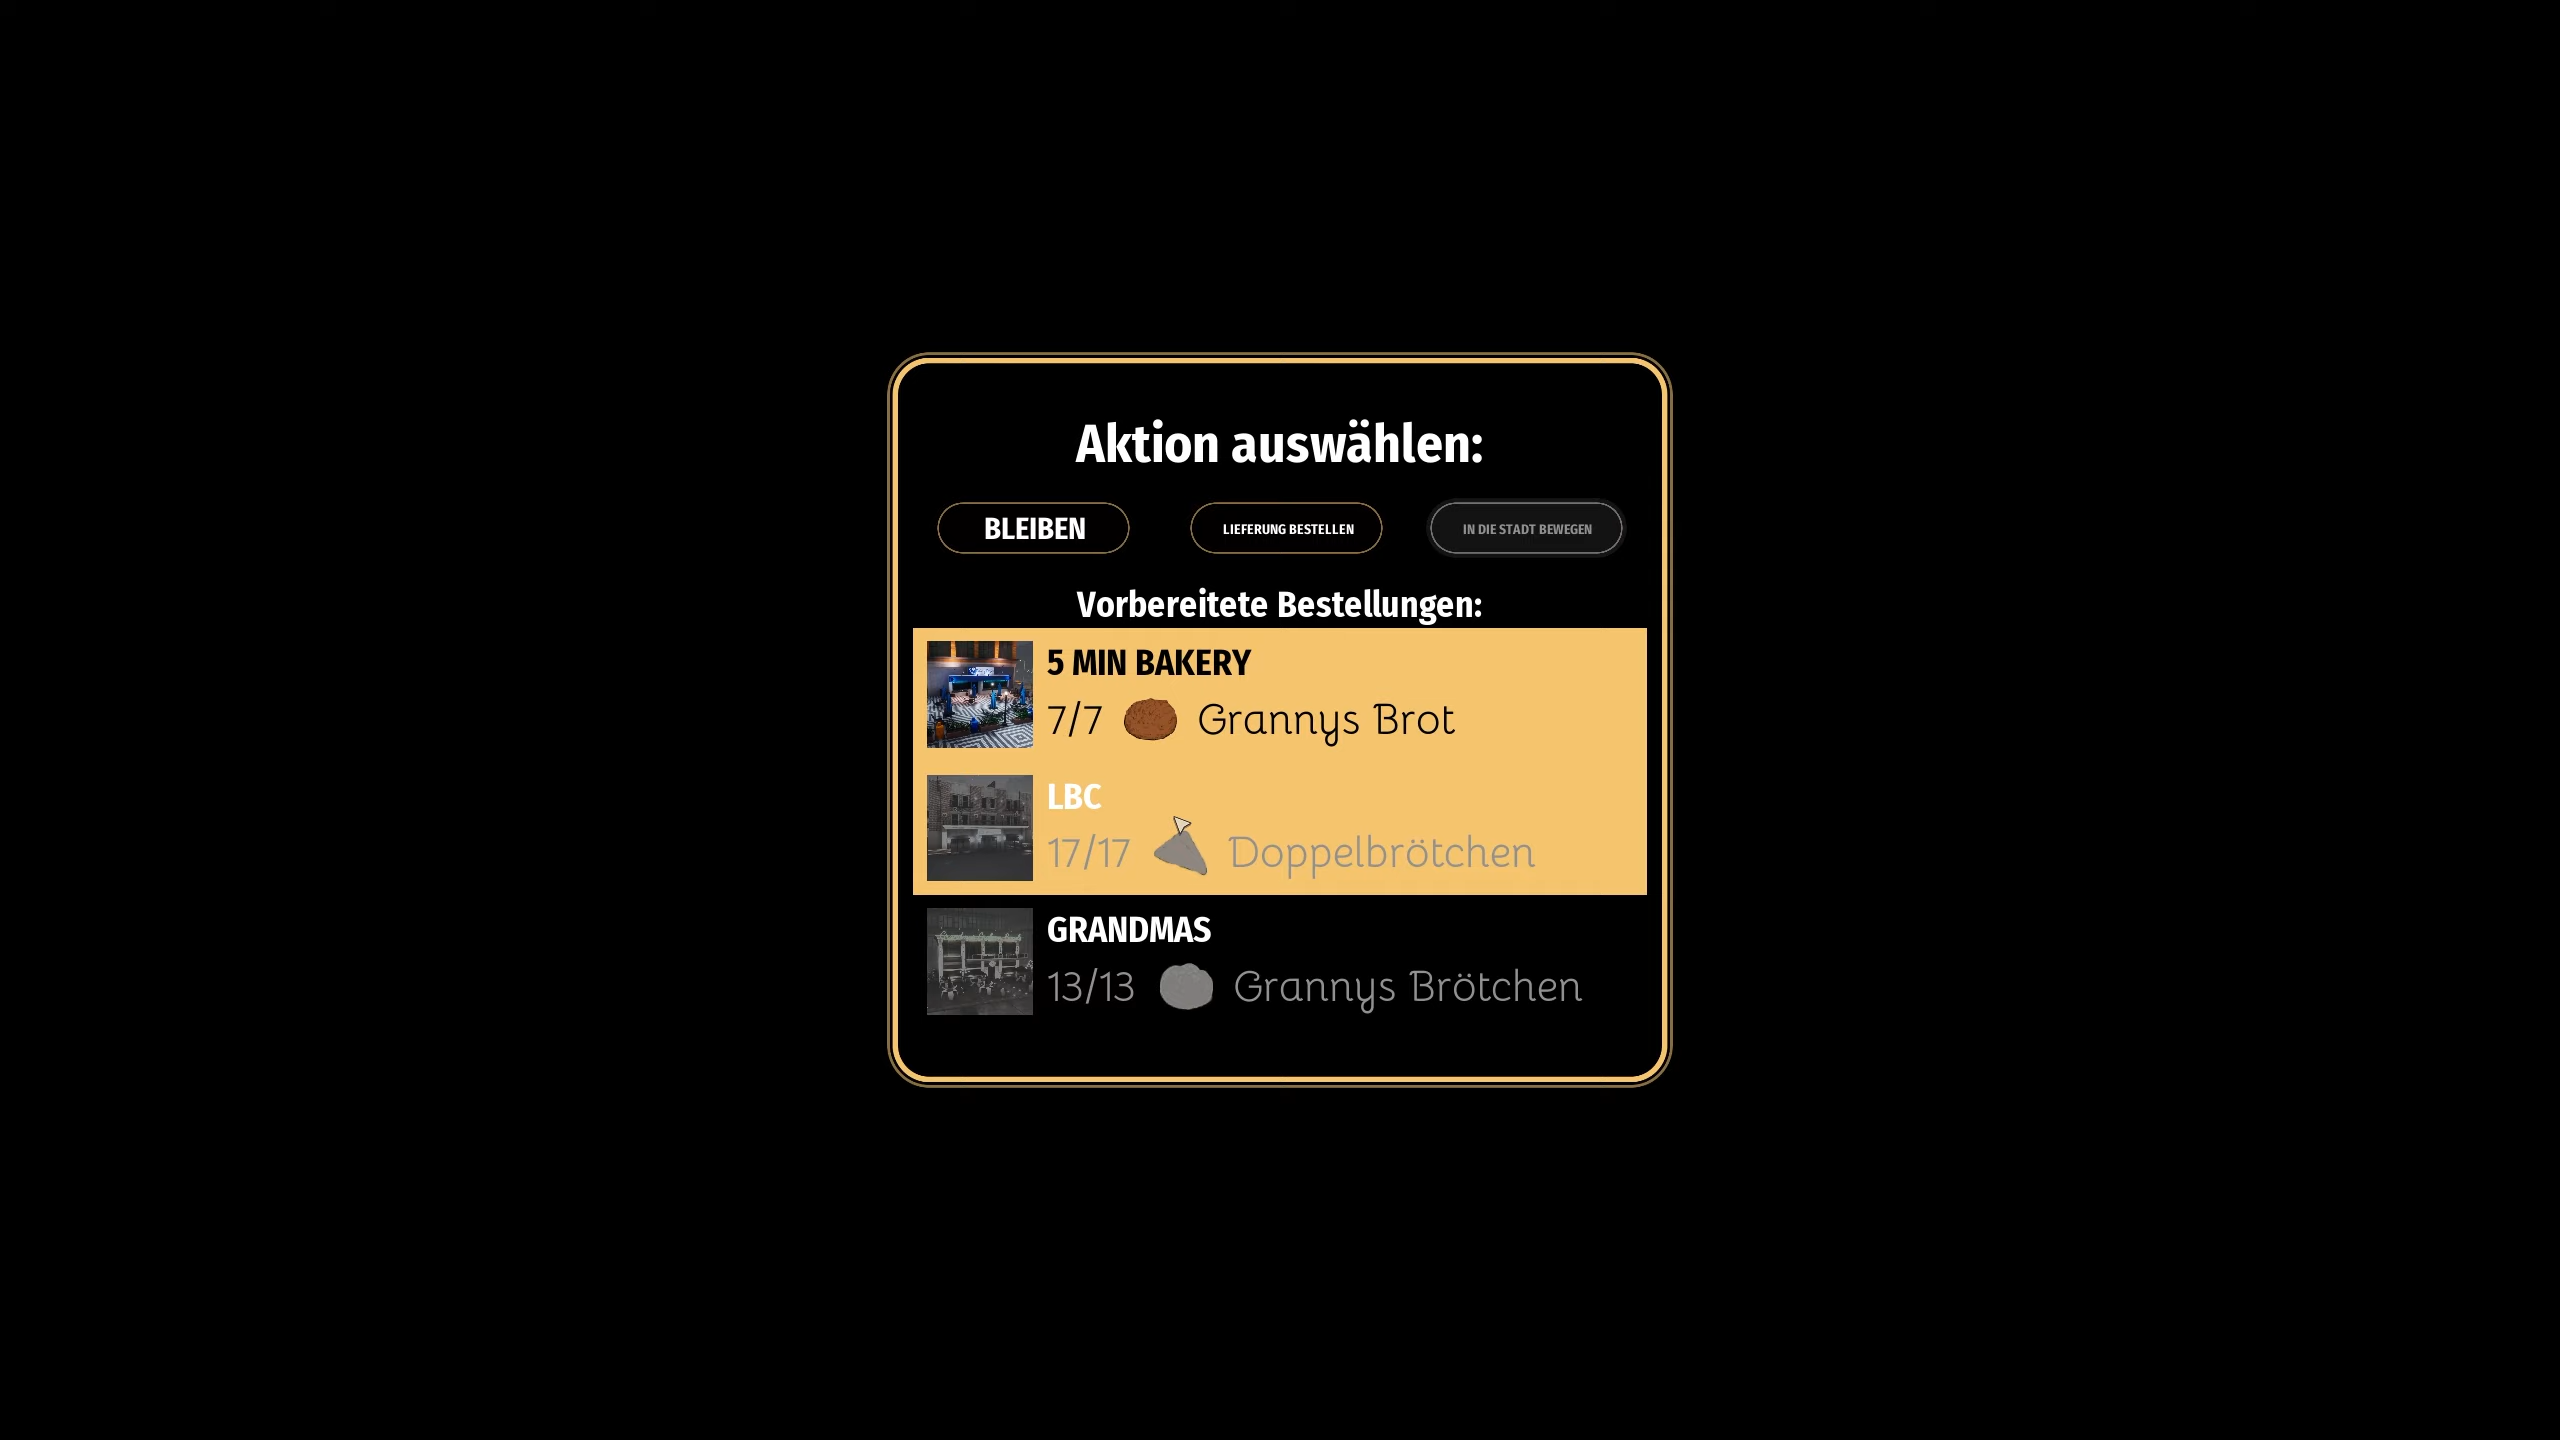 Aktion auswählen:
BLEIBEN
LIEFERUNG BESTELLEN
IN DIE STADT BEWEGEN
Vorbereitete Bestellungen:
5 MIN BAKERY
7/7 Grannys Brot
LBC
17/17 Doppelbrötchen
GRANDMAS
13/13 Grannys Brötchen